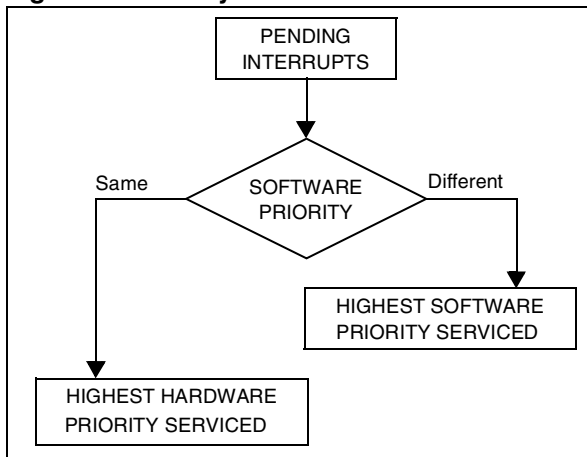 PENDING
INTERRUPTS
Same
SOFTWARE
PRIORITY
Different
HIGHEST SOFTWARE
PRIORITY SERVICED
HIGHEST HARDWARE
PRIORITY SERVICED